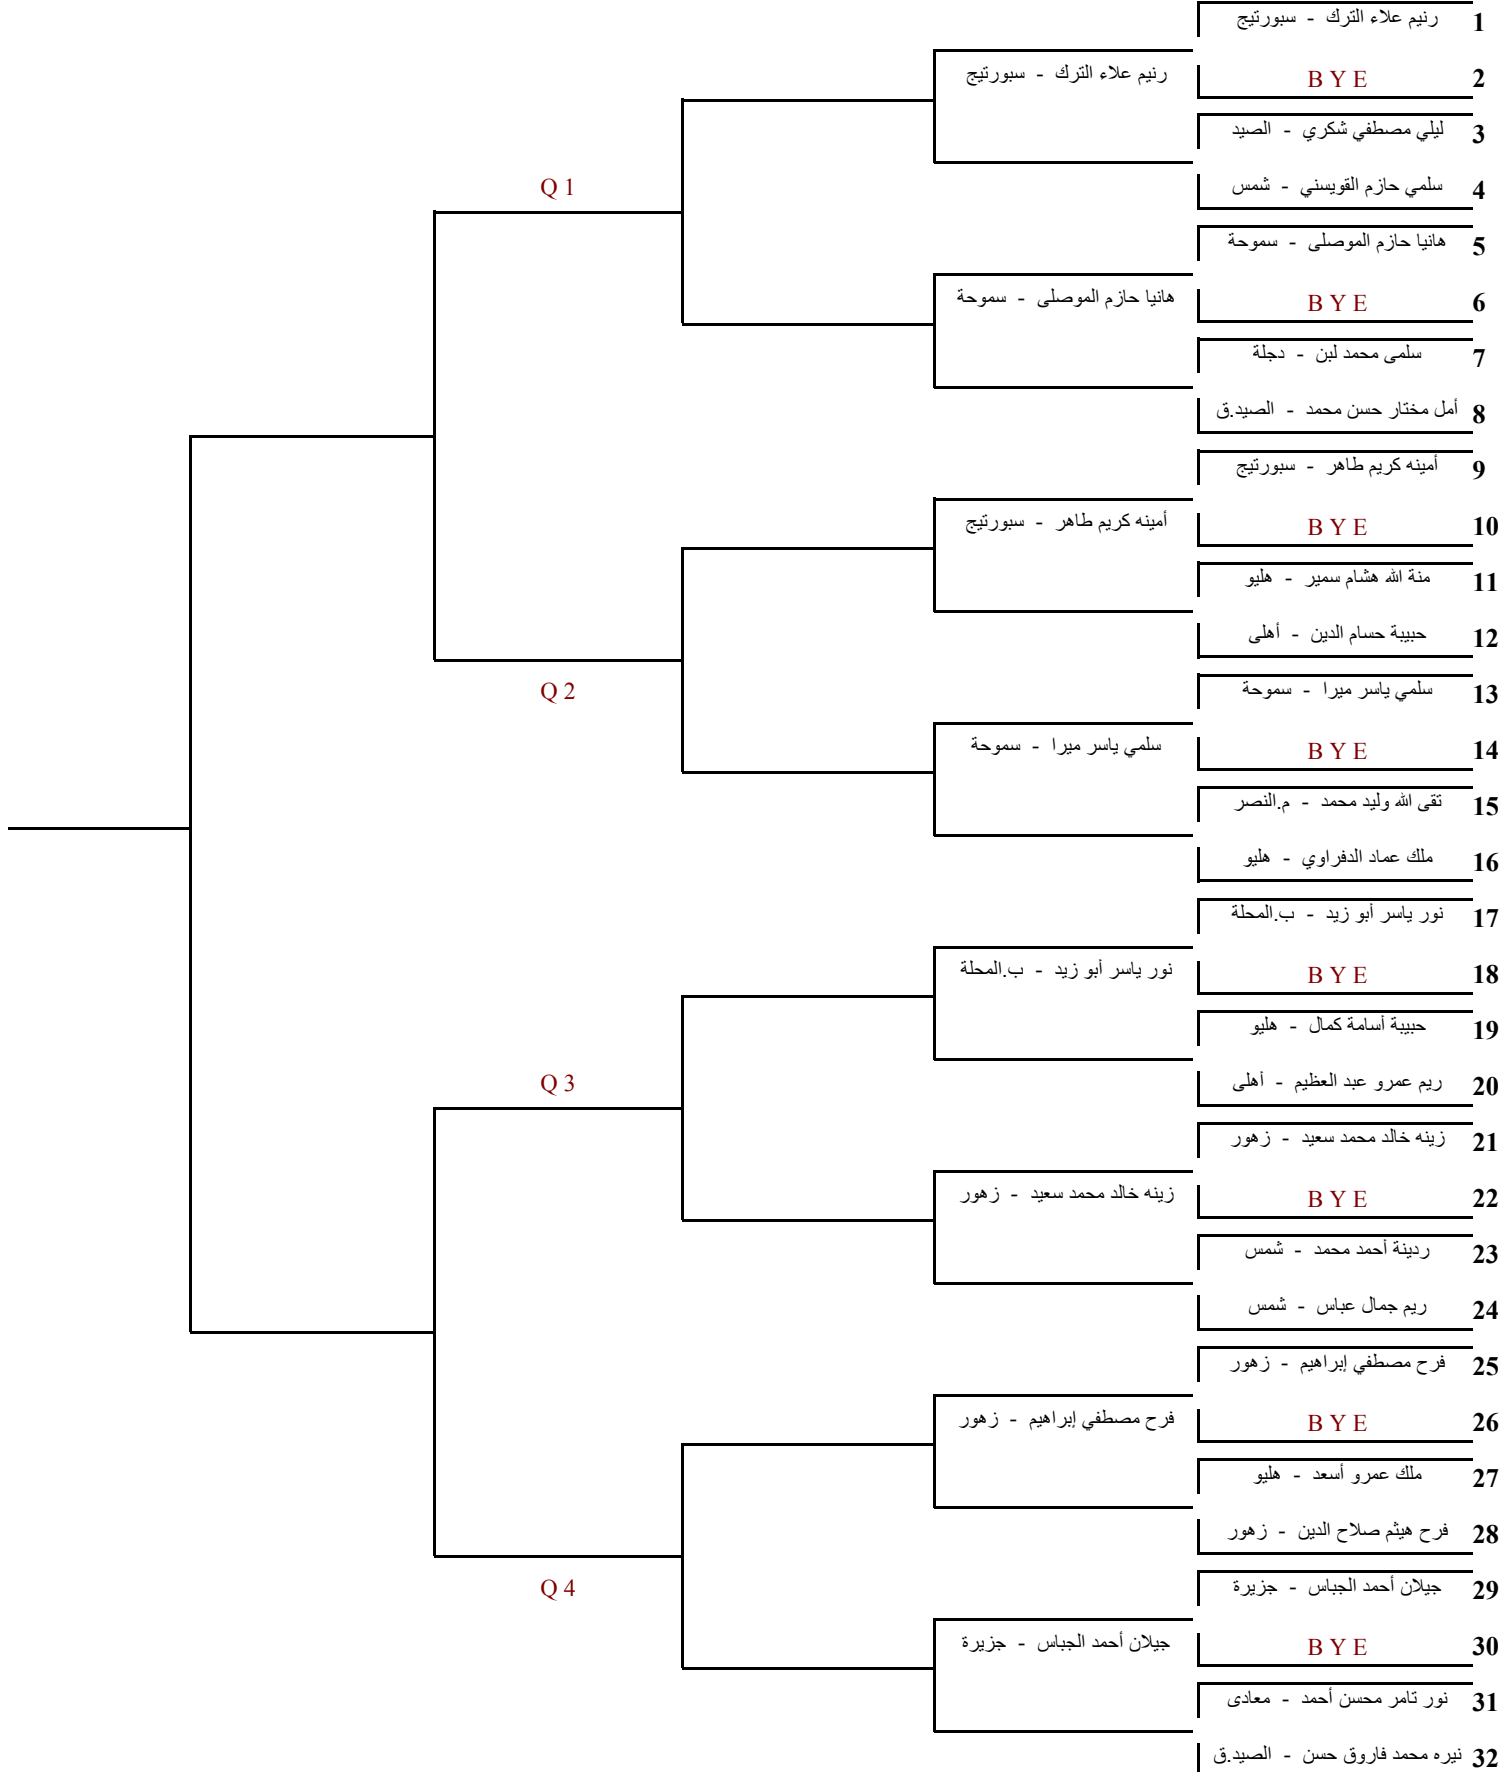 رنيم علاء الترك - سبورتيج 1
رنيم علاء الترك - سبورتيج
B Y E 2
ليلي مصطفي شكري - الصيد 3
Q 1
سلمي حازم القويسني - شمس 4
هانيا حازم الموصلى - سموحة 5
هانيا حازم الموصلى - سموحة
B Y E 6
سلمى محمد لبن - دجلة 7
أمل مختار حسن محمد - الصيد.ق 8
أمينه كريم طاهر - سبورتيج 9
أمينه كريم طاهر - سبورتيج
B Y E 10
منة الله هشام سمير - هليو 11
حبيبة حسام الدين - أهلى 12
Q 2
سلمي ياسر ميرا - سموحة 13
سلمي ياسر ميرا - سموحة
B Y E 14
تقى الله وليد محمد - م.النصر 15
ملك عماد الدفراوي - هليو 16
نور ياسر أبو زيد - ب.المحلة 17
نور ياسر أبو زيد - ب.المحلة
B Y E 18
حبيبة أسامة كمال - هليو 19
Q 3
ريم عمرو عبد العظيم - أهلى 20
زينه خالد محمد سعيد - زهور 21
زينه خالد محمد سعيد - زهور
B Y E 22
ردينة أحمد محمد - شمس 23
ريم جمال عباس - شمس 24
فرح مصطفي إبراهيم - زهور 25
فرح مصطفي إبراهيم - زهور
B Y E 26
ملك عمرو أسعد - هليو 27
فرح هيثم صلاح الدين - زهور 28
Q 4
جيلان أحمد الجباس - جزيرة 29
جيلان أحمد الجباس - جزيرة
B Y E 30
نور تامر محسن أحمد - معادى 31
نيره محمد فاروق حسن - الصيد.ق 32